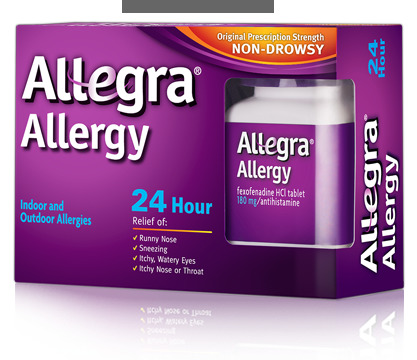 Original Prescription Strength
NON-DROWSY
Allegra®
Allergy
Indoor and
Outdoor Allergies
24 Hour
Relief of:
✓ Runny Nose
✓ Sneezing
✓ Itchy, Watery Eyes
✓ Itchy Nose or Throat
Allegra®
Allergy
fexofenadine HCl tablet
180 mg/antihistamine
24
Hour
Allegra®
Allergy